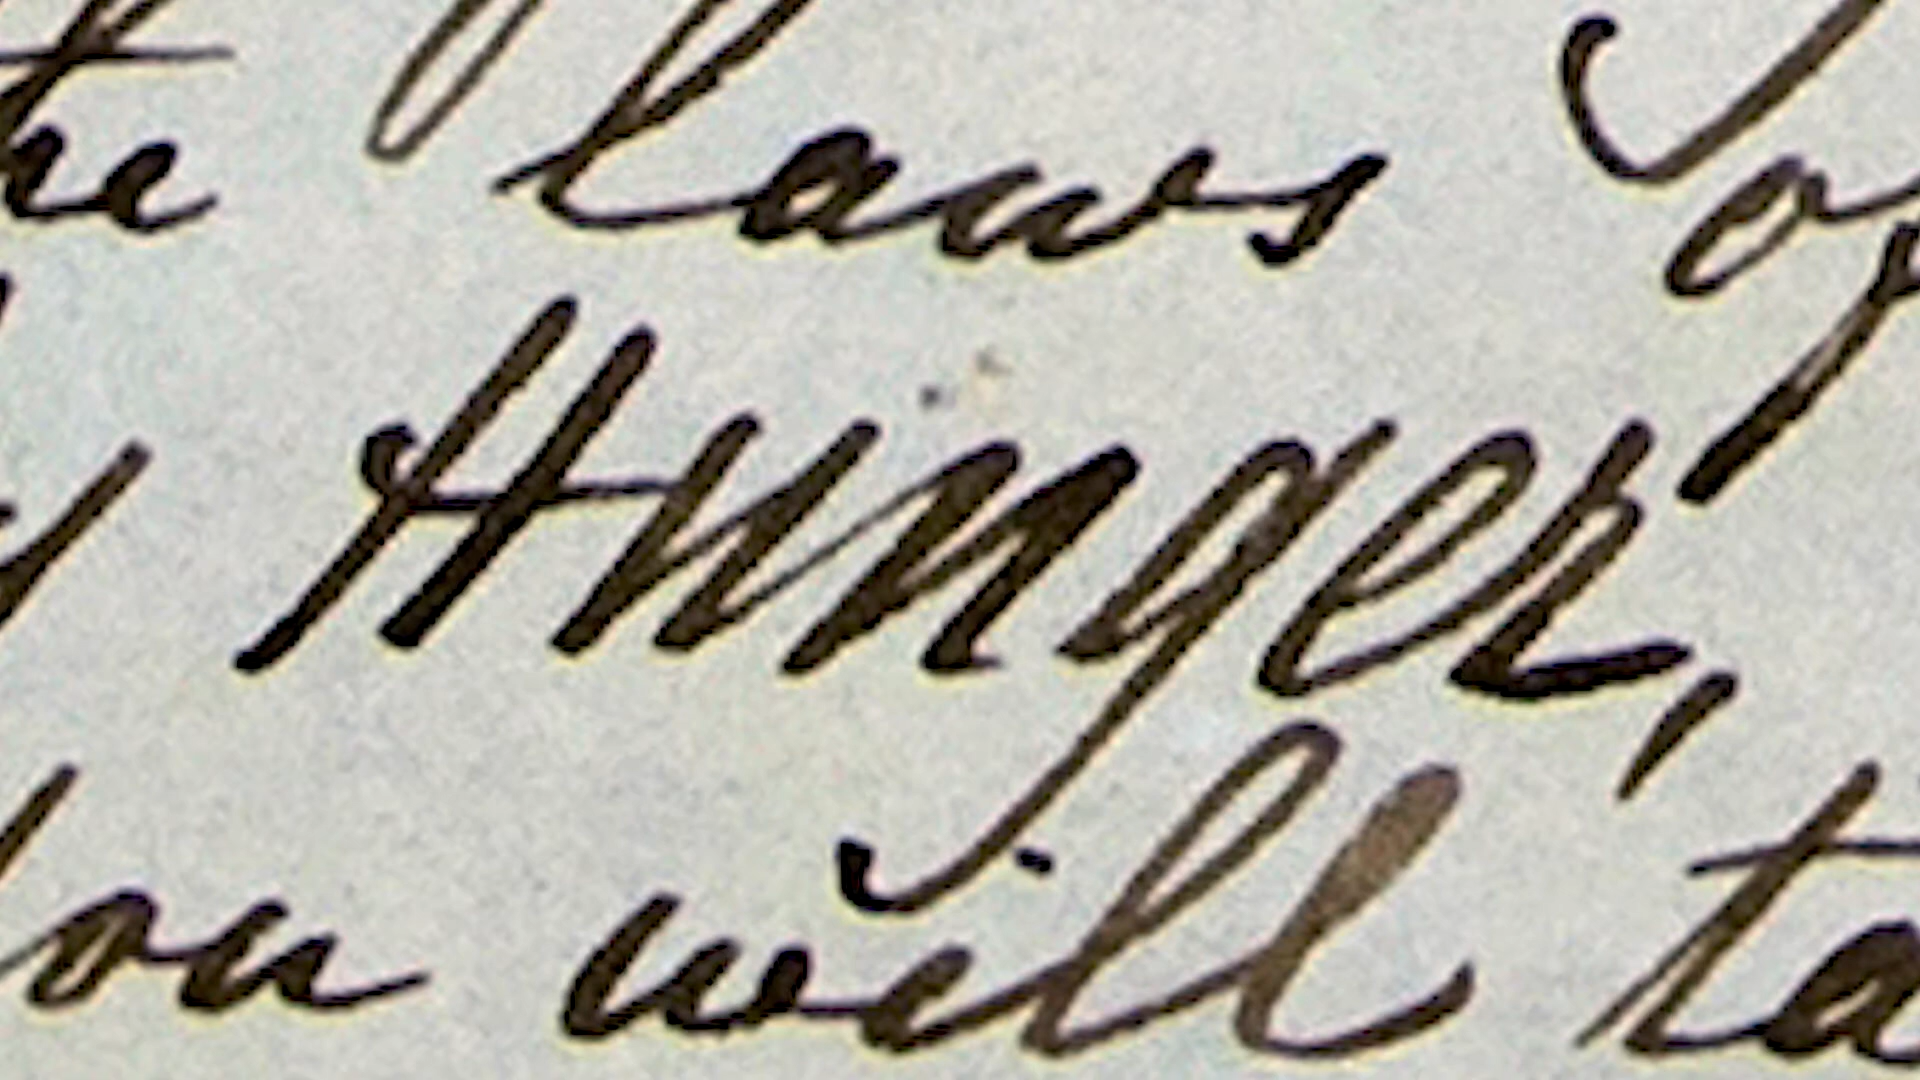 the laws of
Hunger,
you will ta